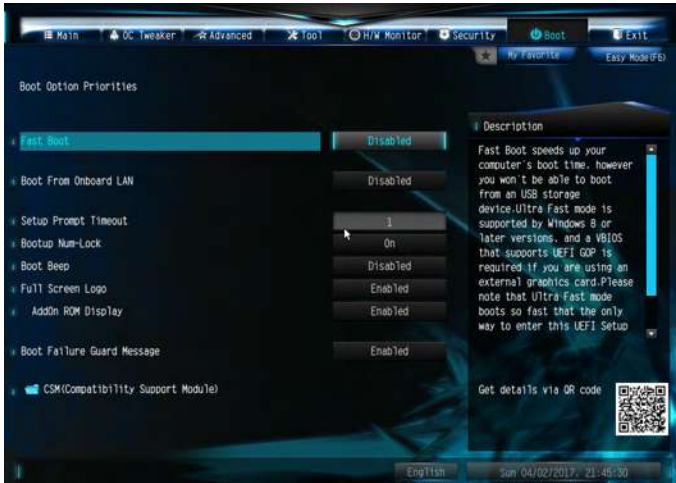 Main
OC Tweaker
Advanced
Tool
H/W Monitor
Security
Boot
Exit
My Favorite
Easy Mode(F6)
Boot Option Priorities
Fast Boot Disabled
Boot From Onboard LAN Disabled
Setup Prompt Timeout 1
Bootup Num-Lock On
Boot Beep Disabled
Full Screen Logo Enabled
AddOn ROM Display Enabled
Boot Failure Guard Message Enabled
CSM(Compatibility Support Module)
Description
Fast Boot speeds up your
computer's boot time. however
you won't be able to boot
from an USB storage
device.Ultra Fast mode is
supported by Windows 8 or
later versions. and a VBIOS
that supports UEFI GOP is
required if you are using an
external graphics card.Please
note that Ultra Fast mode
boots so fast that the only
way to enter this UEFI Setup
Get details via QR code
English
Sun 04/02/2017. 21:45:30